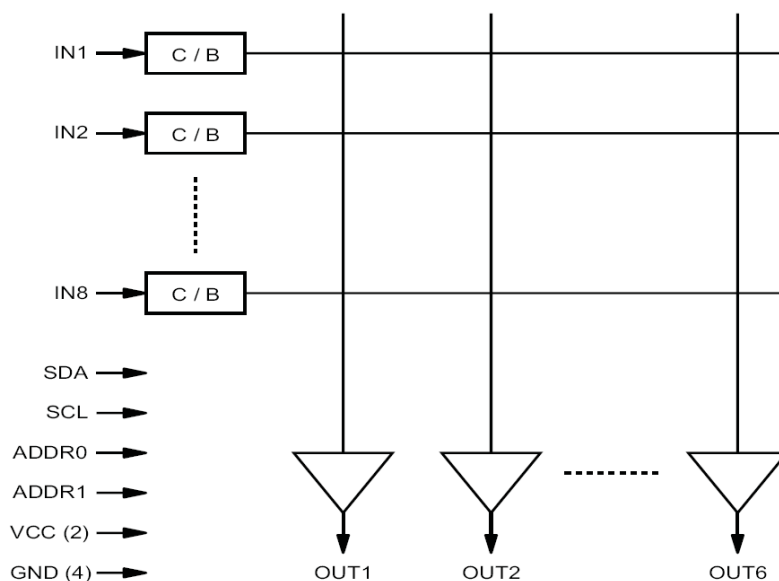 IN1
C / B
IN2
C / B
IN8
C / B
SDA
SCL
ADDR0
ADDR1
VCC (2)
GND (4)
OUT1
OUT2
OUT6